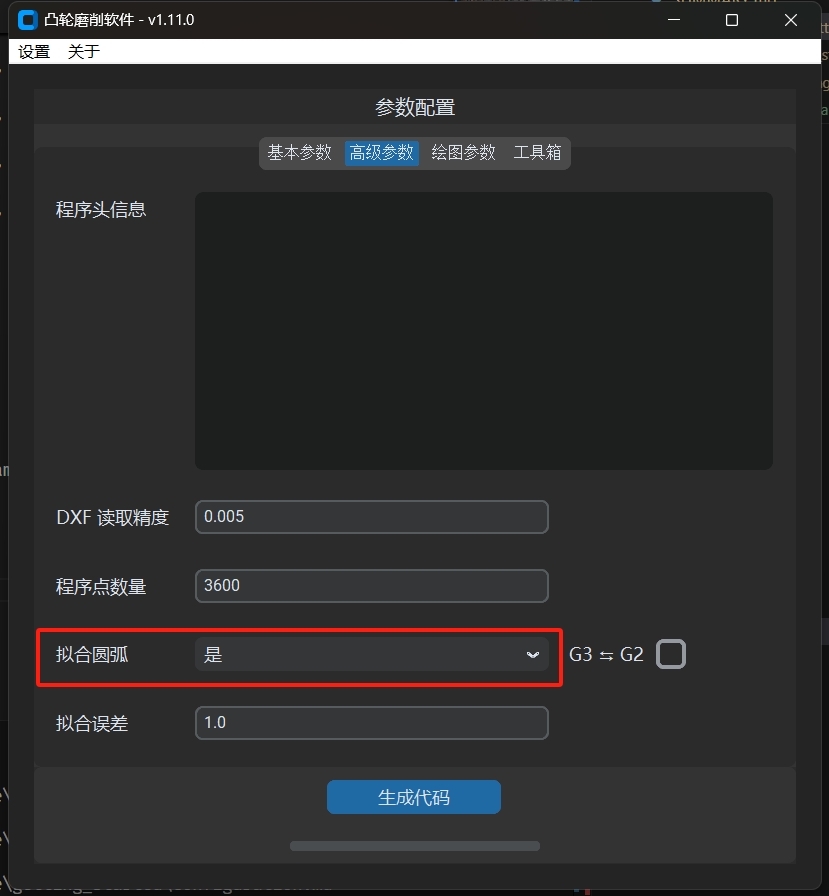 凸轮磨削软件 - v1.11.0
设置 关于
参数配置
基本参数 高级参数 绘图参数 工具箱
程序头信息
DXF 读取精度 0.005
程序点数量 3600
拟合圆弧 是 G3 ⇆ G2
拟合误差 1.0
生成代码